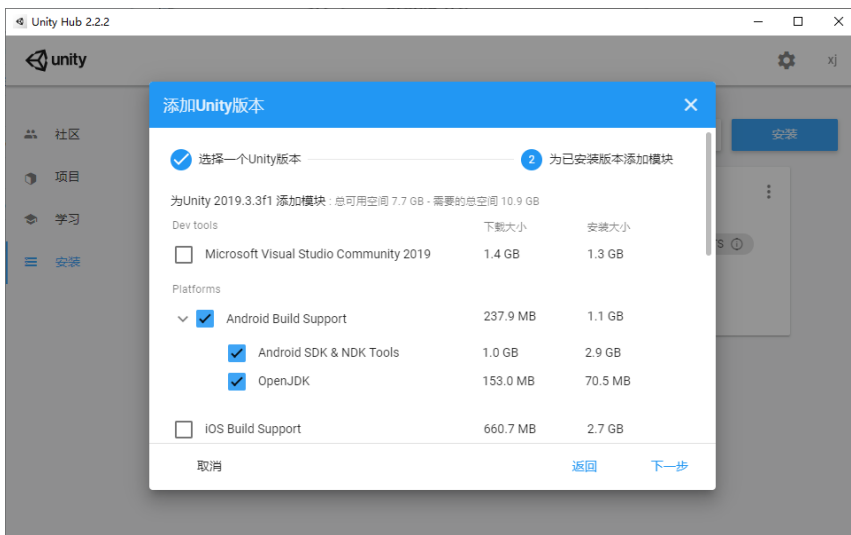 Unity Hub 2.2.2
unity
xj
添加Unity版本
社区
项目
学习
安装
安装
选择一个Unity版本
2 为已安装版本添加模块
为Unity 2019.3.3f1 添加模块 : 总可用空间 7.7 GB - 需要的总空间 10.9 GB
Dev tools 下载大小 安装大小
Microsoft Visual Studio Community 2019 1.4 GB 1.3 GB
Platforms
Android Build Support 237.9 MB 1.1 GB
Android SDK & NDK Tools 1.0 GB 2.9 GB
OpenJDK 153.0 MB 70.5 MB
iOS Build Support 660.7 MB 2.7 GB
取消 返回 下一步